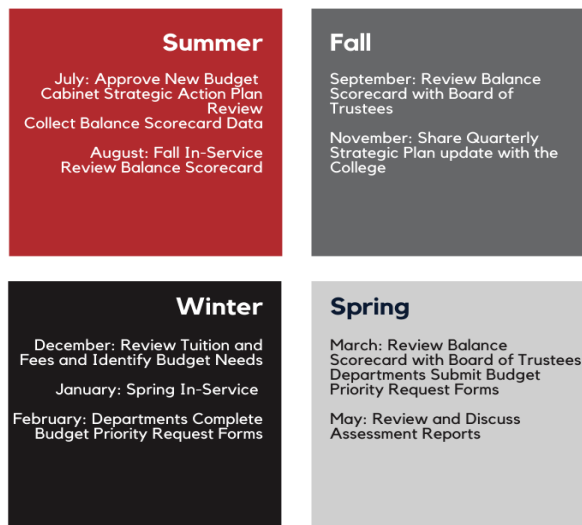 Summer
July: Approve New Budget
Cabinet Strategic Action Plan
Review
Collect Balance Scorecard Data
August: Fall In-Service
Review Balance Scorecard
Fall
September: Review Balance
Scorecard with Board of
Trustees
November: Share Quarterly
Strategic Plan update with the
College
Winter
December: Review Tuition and
Fees and Identify Budget Needs
January: Spring In-Service
February: Departments Complete
Budget Priority Request Forms
Spring
March: Review Balance
Scorecard with Board of Trustees
Departments Submit Budget
Priority Request Forms
May: Review and Discuss
Assessment Reports